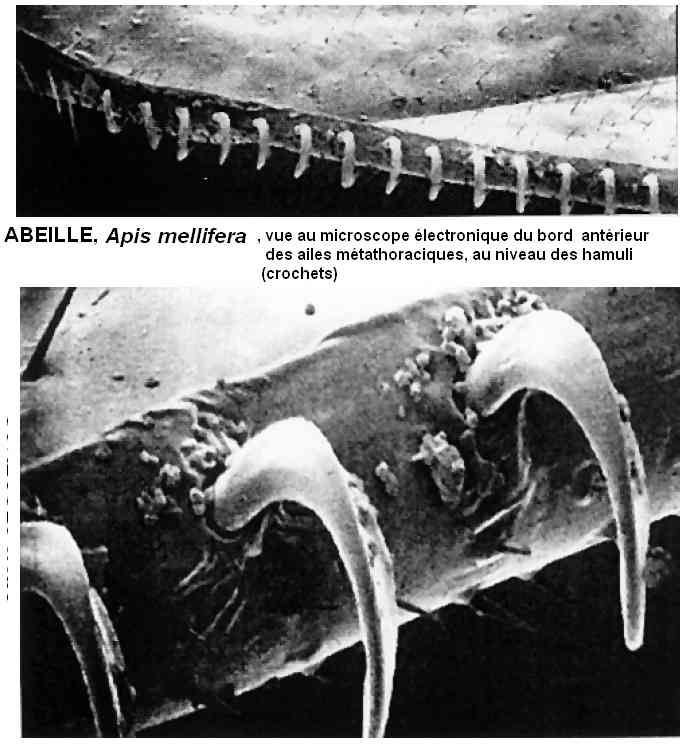 ABEILLE, Apis mellifera , vue au microscope électronique du bord antérieur
des ailes métathoraciques, au niveau des hamuli
(crochets)